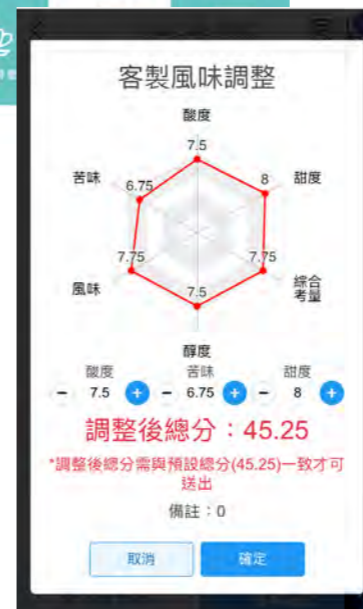 客製風味調整
酸度
7.5
苦味
6.75
8
甜度
風味
7.75
7.75
綜合
考量
7.5
醇度
酸度
苦味
甜度
- 7.5 + - 6.75 + - 8 +
調整後總分：45.25
*調整後總分需與預設總分(45.25)一致才可
送出
備註：0
取消
確定